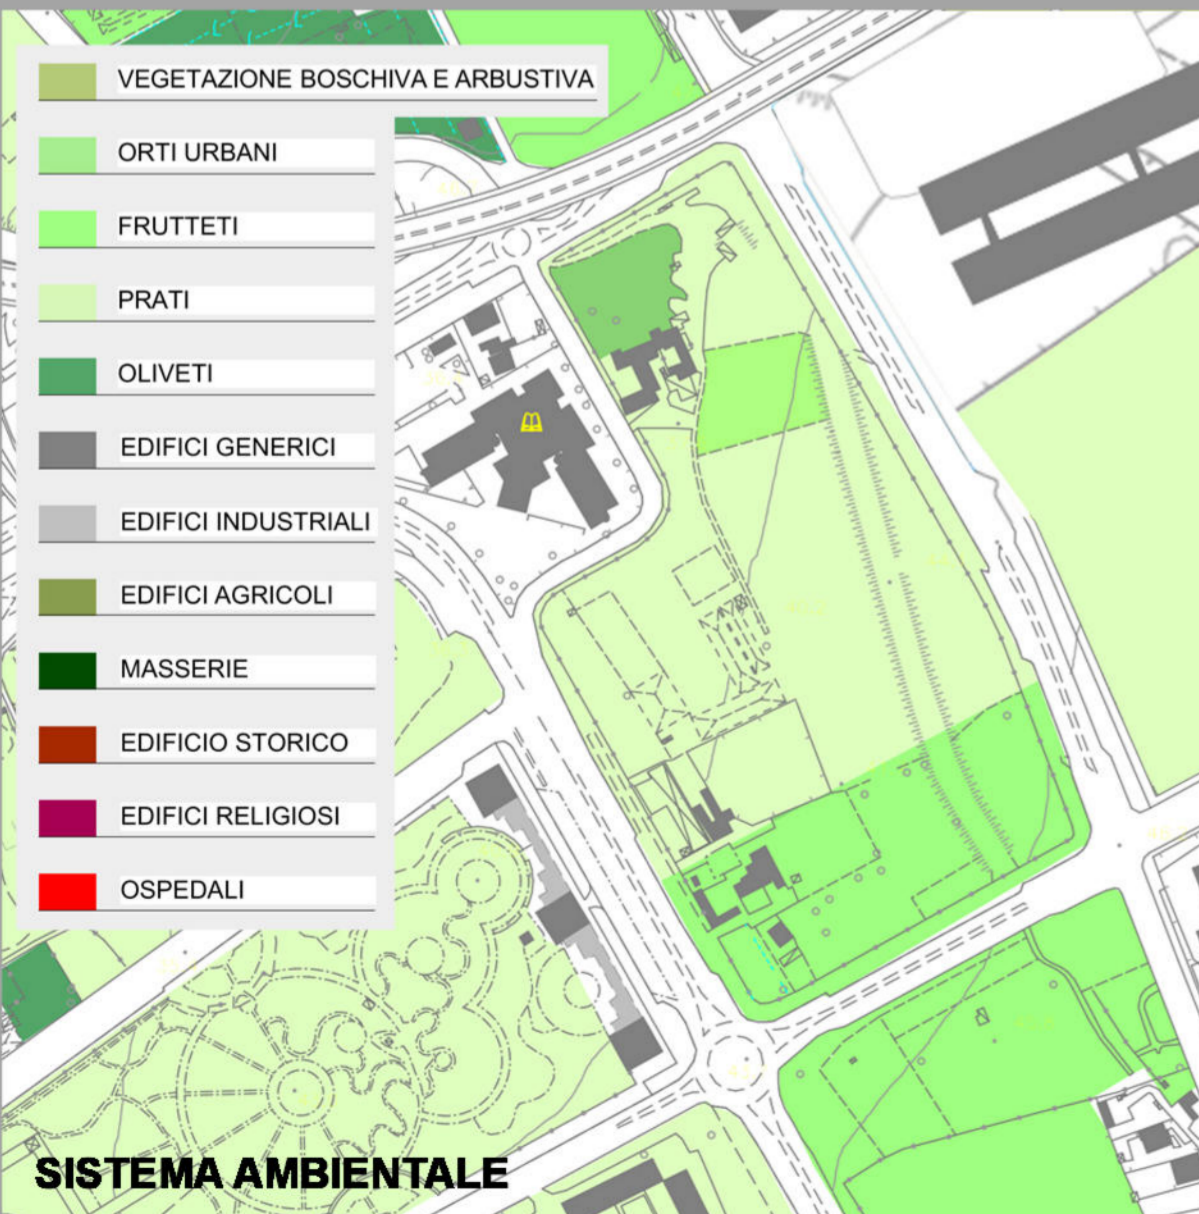 VEGETAZIONE BOSCHIVA E ARBUSTIVA
ORTI URBANI
FRUTTETI
PRATI
OLIVETI
EDIFICI GENERICI
EDIFICI INDUSTRIALI
EDIFICI AGRICOLI
MASSERIE
EDIFICIO STORICO
EDIFICI RELIGIOSI
OSPEDALI
SISTEMA AMBIENTALE